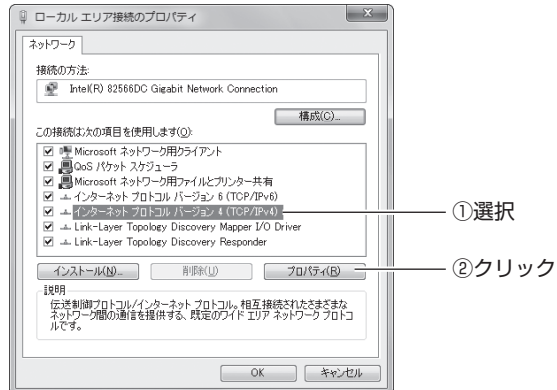 ローカル エリア接続のプロパティ
ネットワーク
接続の方法:
Intel(R) 82566DC Gigabit Network Connection
構成(C)...
この接続は次の項目を使用します(O):
Microsoft ネットワーク用クライアント
QoS パケット スケジューラ
Microsoft ネットワーク用ファイルとプリンター共有
インターネット プロトコル バージョン 6 (TCP/IPv6)
インターネット プロトコル バージョン 4 (TCP/IPv4)
①選択
Link-Layer Topology Discovery Mapper I/O Driver
Link-Layer Topology Discovery Responder
インストール(N)...
削除(U)
プロパティ(R)
②クリック
説明
伝送制御プロトコル/インターネット プロトコル。相互接続されたさまざまな
ネットワーク間の通信を提供する、既定のワイド エリア ネットワーク プロトコ
ルです。
OK
キャンセル